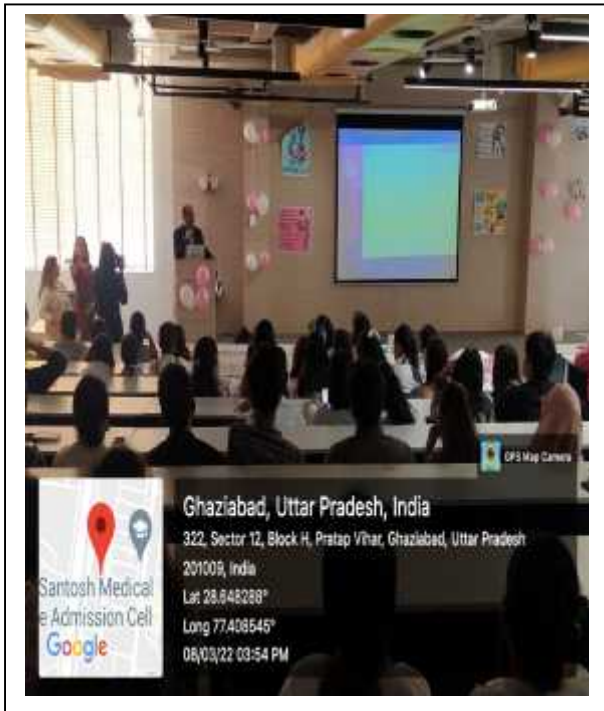 GPS Map Camera
Ghaziabad, Uttar Pradesh, India
322, Sector 12, Block H, Pratap Vihar, Ghaziabad, Uttar Pradesh
201009, India
Lat 28.648288°
Long 77.408545°
08/03/22 03:54 PM
Santosh Medical
e Admission Cell
Google